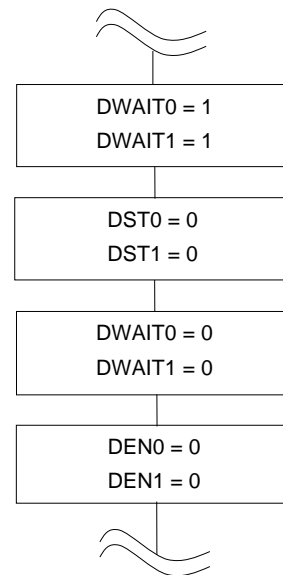 DWAIT0 = 1
DWAIT1 = 1
DST0 = 0
DST1 = 0
DWAIT0 = 0
DWAIT1 = 0
DEN0 = 0
DEN1 = 0